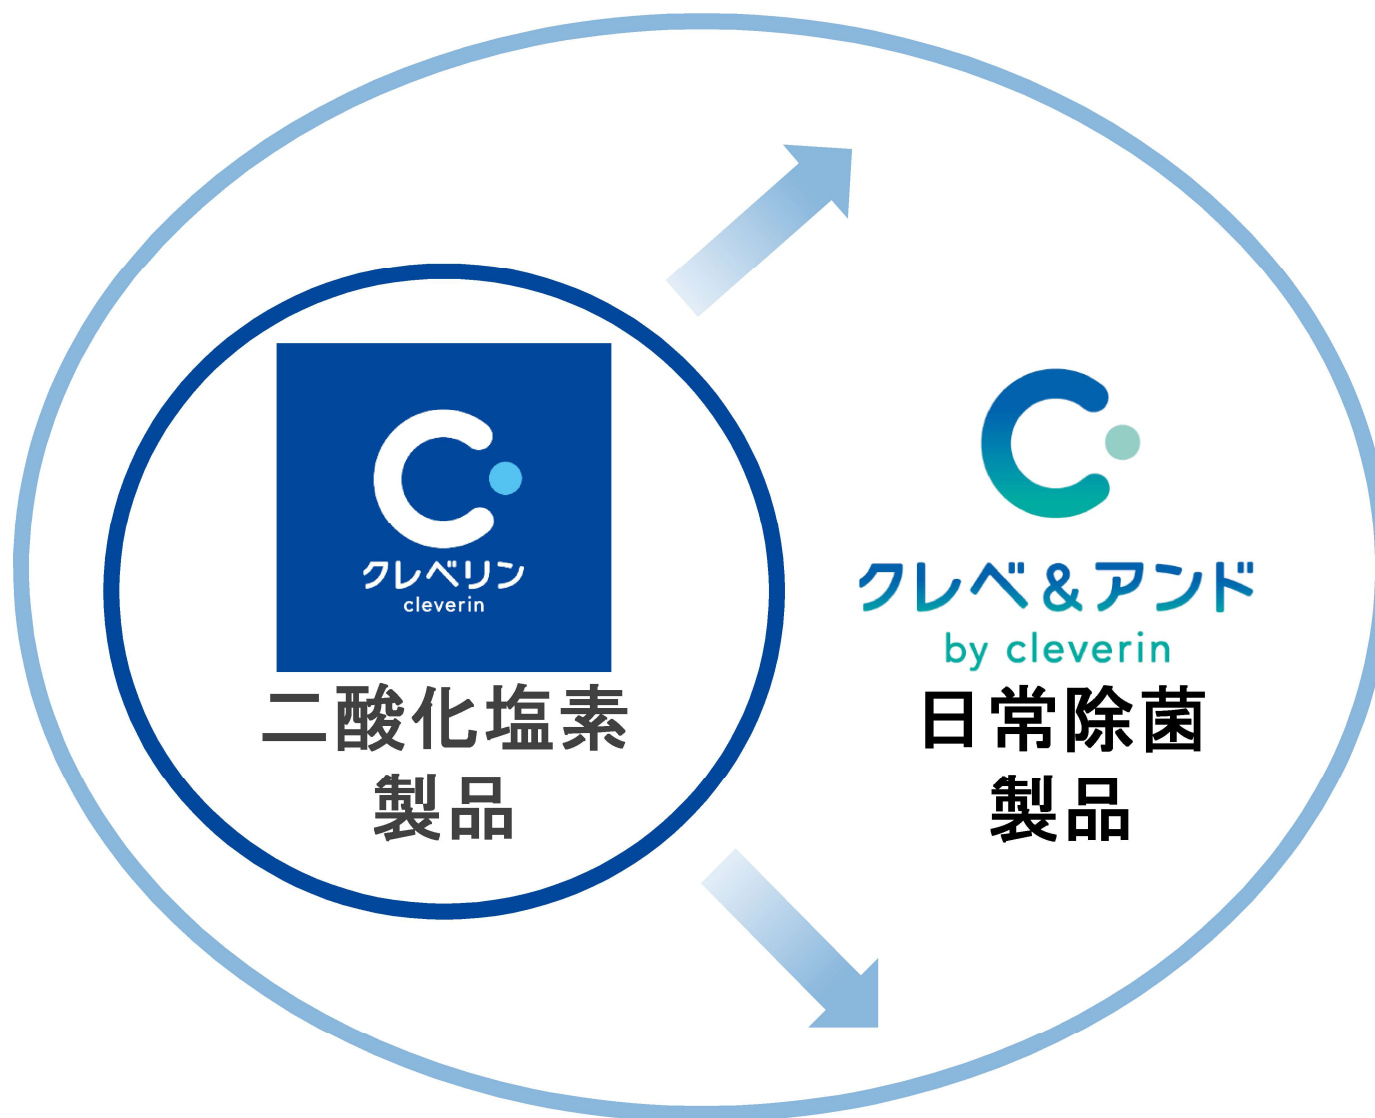 クレベリン
cleverin
二酸化塩素
製品
クレベ&アンド
by cleverin
日常除菌
製品